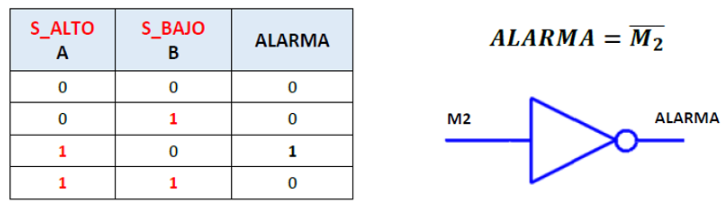 S_ALTO A S_BAJO B ALARMA
0 0 0
0 1 0
1 0 1
1 1 0
ALARMA = M̅₂
M2 ALARMA